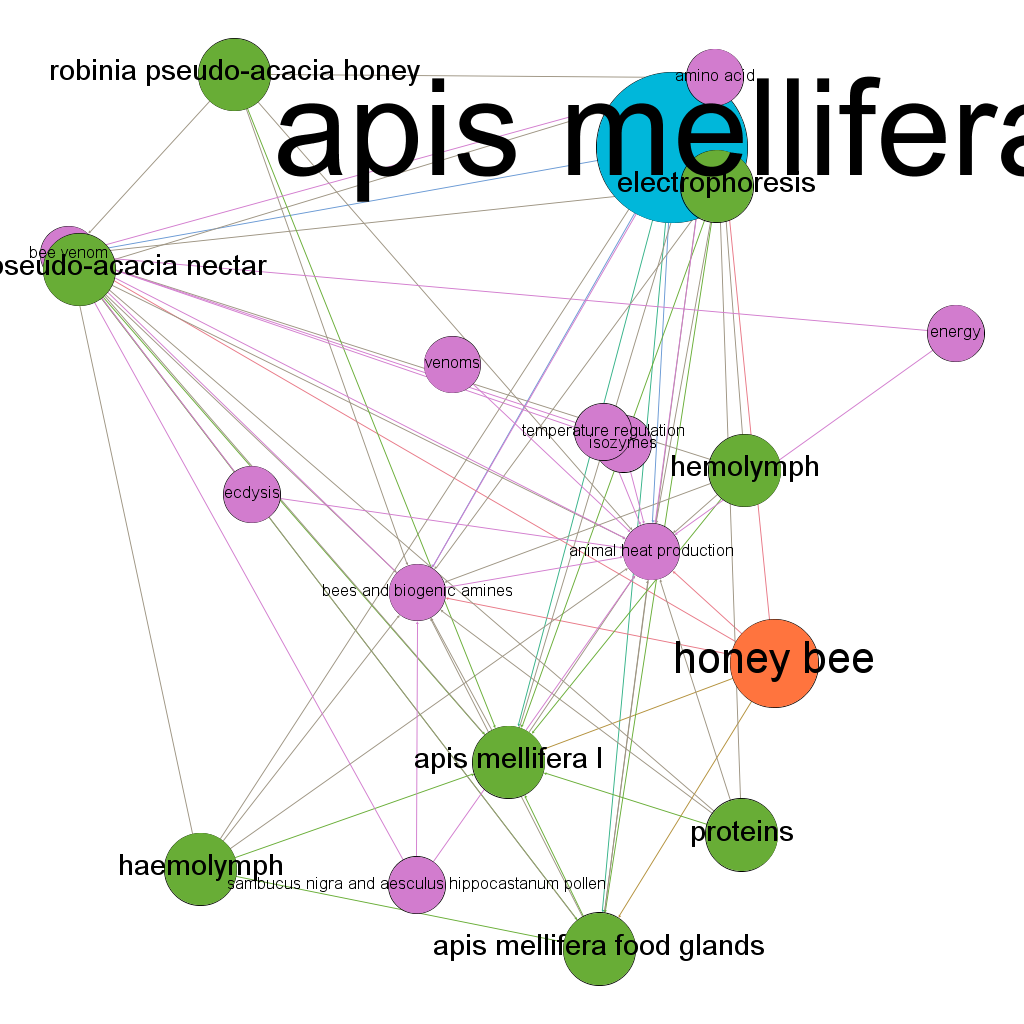 robinia pseudo-acacia honey
amino acid
apis mellifera
electrophoresis
bee venom
pseudo-acacia nectar
energy
venoms
temperature regulation
isozymes
hemolymph
ecdysis
animal heat production
bees and biogenic amines
honey bee
apis mellifera l
proteins
haemolymph
sambucus nigra and aesculus hippocastanum pollen
apis mellifera food glands